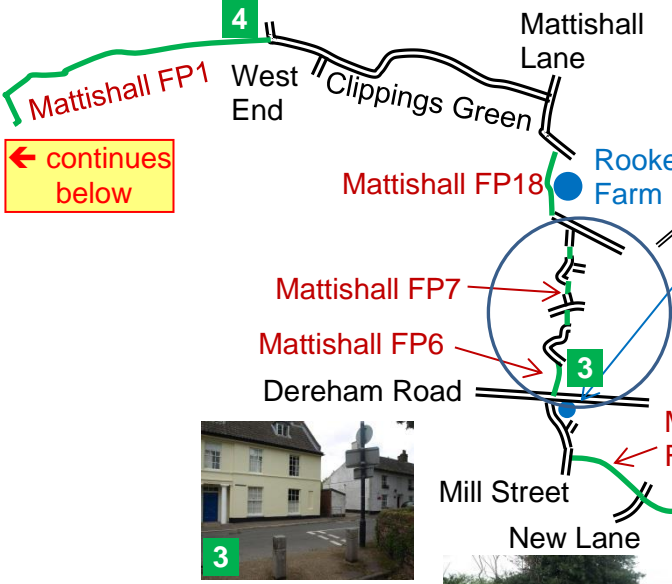 4
Mattishall
Lane
Mattishall FP1
West
End
Clippings Green
← continues
below
Mattishall FP18
Farm
Mattishall FP7
Mattishall FP6
3
Dereham Road
Mill Street
New Lane
3